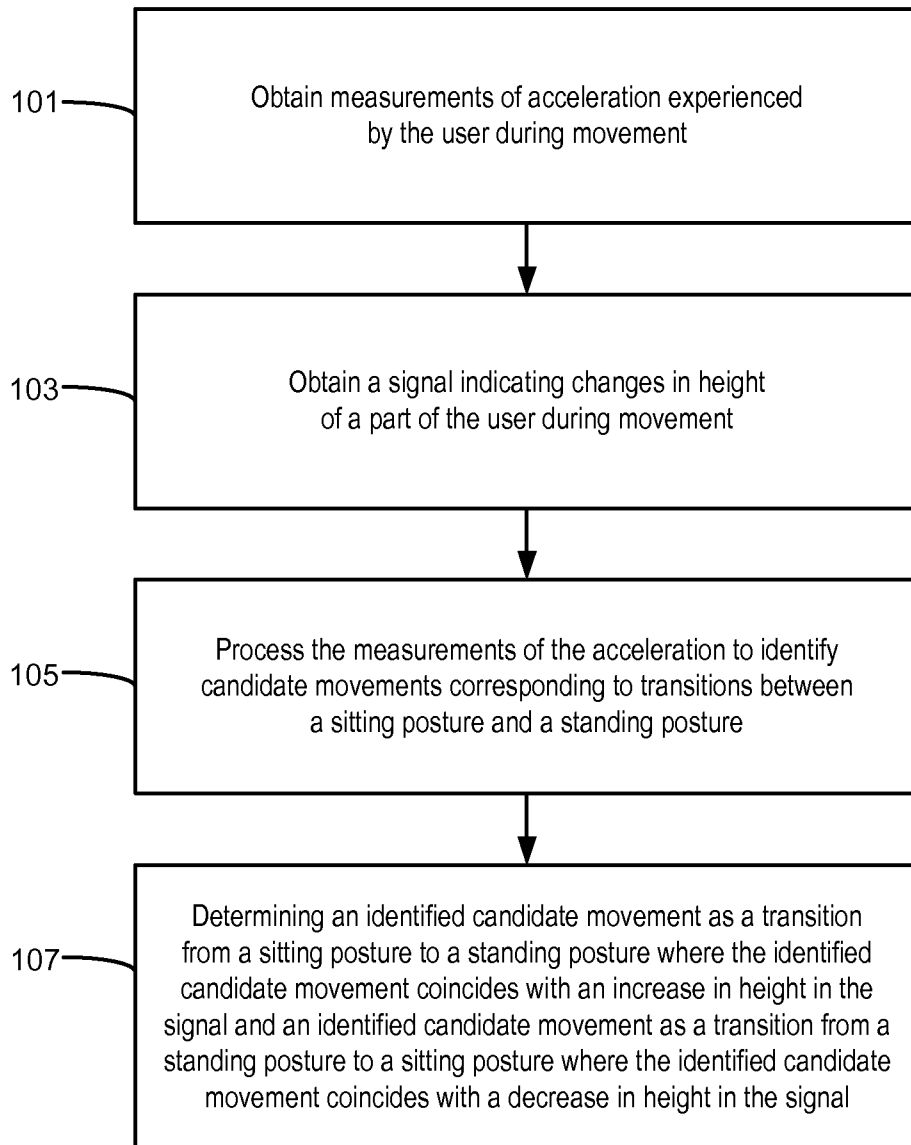 101
Obtain measurements of acceleration experienced
by the user during movement
103
Obtain a signal indicating changes in height
of a part of the user during movement
105
Process the measurements of the acceleration to identify
candidate movements corresponding to transitions between
a sitting posture and a standing posture
107
Determining an identified candidate movement as a transition
from a sitting posture to a standing posture where the identified
candidate movement coincides with an increase in height in the
signal and an identified candidate movement as a transition from a
standing posture to a sitting posture where the identified candidate
movement coincides with a decrease in height in the signal